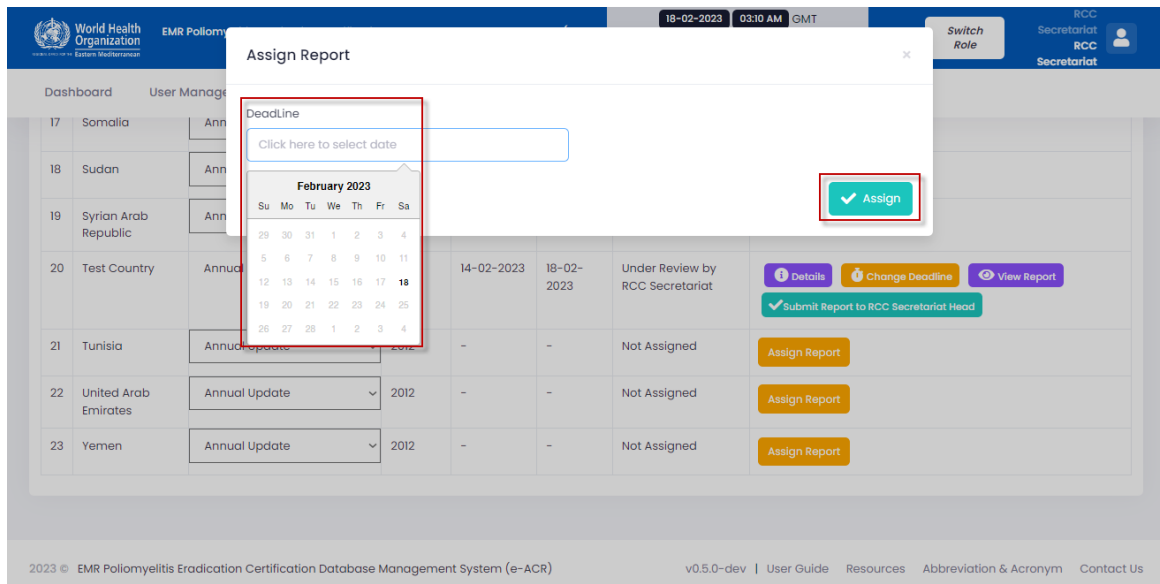 18-02-2023 03:10 AM GMT
World Health
Organization
Eastern Mediterranean
EMR Poliomy
Switch
Role
RCC
Secretariat
RCC
Secretariat
Assign Report
×
Dashboard User Manage
DeadLine
Click here to select date
February 2023
Su Mo Tu We Th Fr Sa
29 30 31 1 2 3 4
5 6 7 8 9 10 11
12 13 14 15 16 17 18
19 20 21 22 23 24 25
26 27 28 1 2 3 4
Assign
17 Somalia Ann
18 Sudan Ann
19 Syrian Arab
Republic Ann
20 Test Country Annual 14-02-2023 18-02-
2023 Under Review by
RCC Secretariat Details Change Deadline View Report
Submit Report to RCC Secretariat Head
21 Tunisia Annual Update 2012 - - Not Assigned Assign Report
22 United Arab
Emirates Annual Update 2012 - - Not Assigned Assign Report
23 Yemen Annual Update 2012 - - Not Assigned Assign Report
2023 © EMR Poliomyelitis Eradication Certification Database Management System (e-ACR) v0.5.0-dev | User Guide Resources Abbreviation & Acronym Contact Us